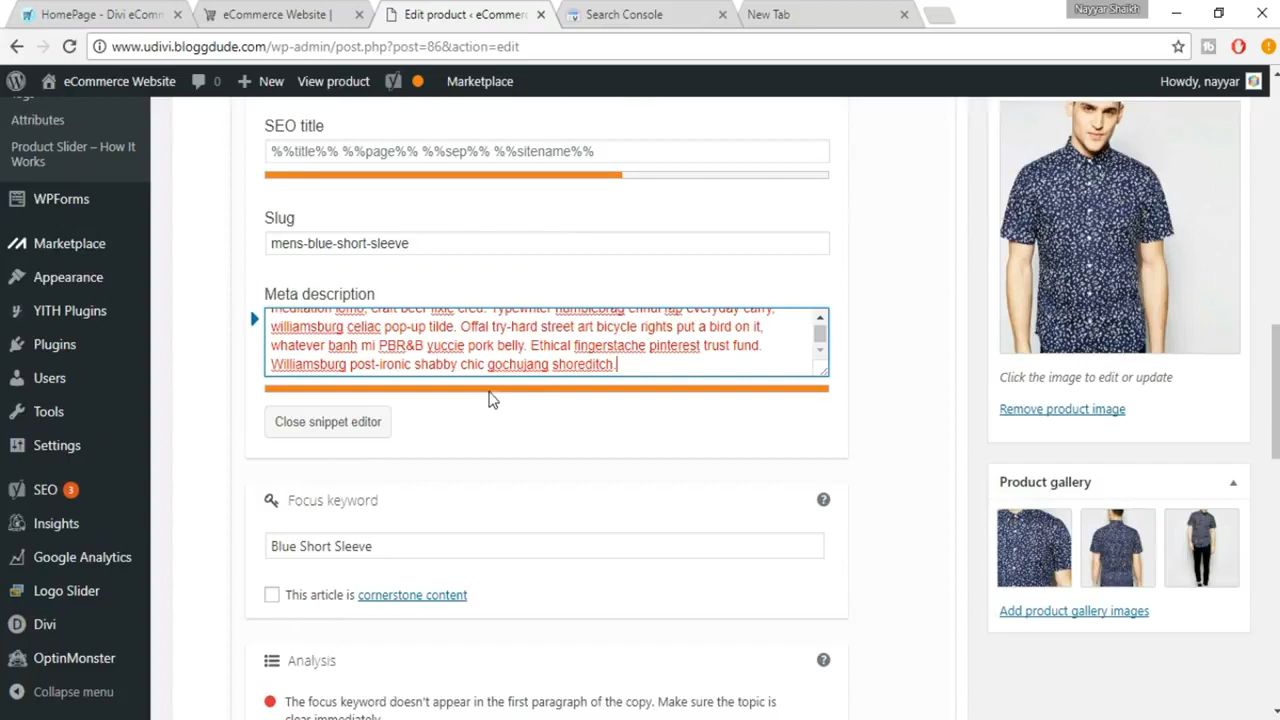 HomePage - Divi eComm
eCommerce Website |
Edit product ‹ eCommerc
Search Console
New Tab
Nayyar Shaikh
www.udivi.bloggdude.com/wp-admin/post.php?post=86&action=edit
eCommerce Website
0
New
View product
Marketplace
Howdy, nayyar
Attributes
Product Slider – How It
Works
WPForms
Marketplace
Appearance
YITH Plugins
Plugins
Users
Tools
Settings
SEO 3
Insights
Google Analytics
Logo Slider
Divi
OptinMonster
Collapse menu
SEO title
%%title%% %%page%% %%sep%% %%sitename%%
Slug
mens-blue-short-sleeve
Meta description
williamsburg celiac pop-up tilde. Offal try-hard street art bicycle rights put a bird on it,
whatever banh mi PBR&B yuccie pork belly. Ethical fingerstache pinterest trust fund.
Williamsburg post-ironic shabby chic gochujang shoreditch.
Close snippet editor
Focus keyword
Blue Short Sleeve
This article is cornerstone content
Analysis
The focus keyword doesn't appear in the first paragraph of the copy. Make sure the topic is
clear immediately.
Click the image to edit or update
Remove product image
Product gallery
Add product gallery images